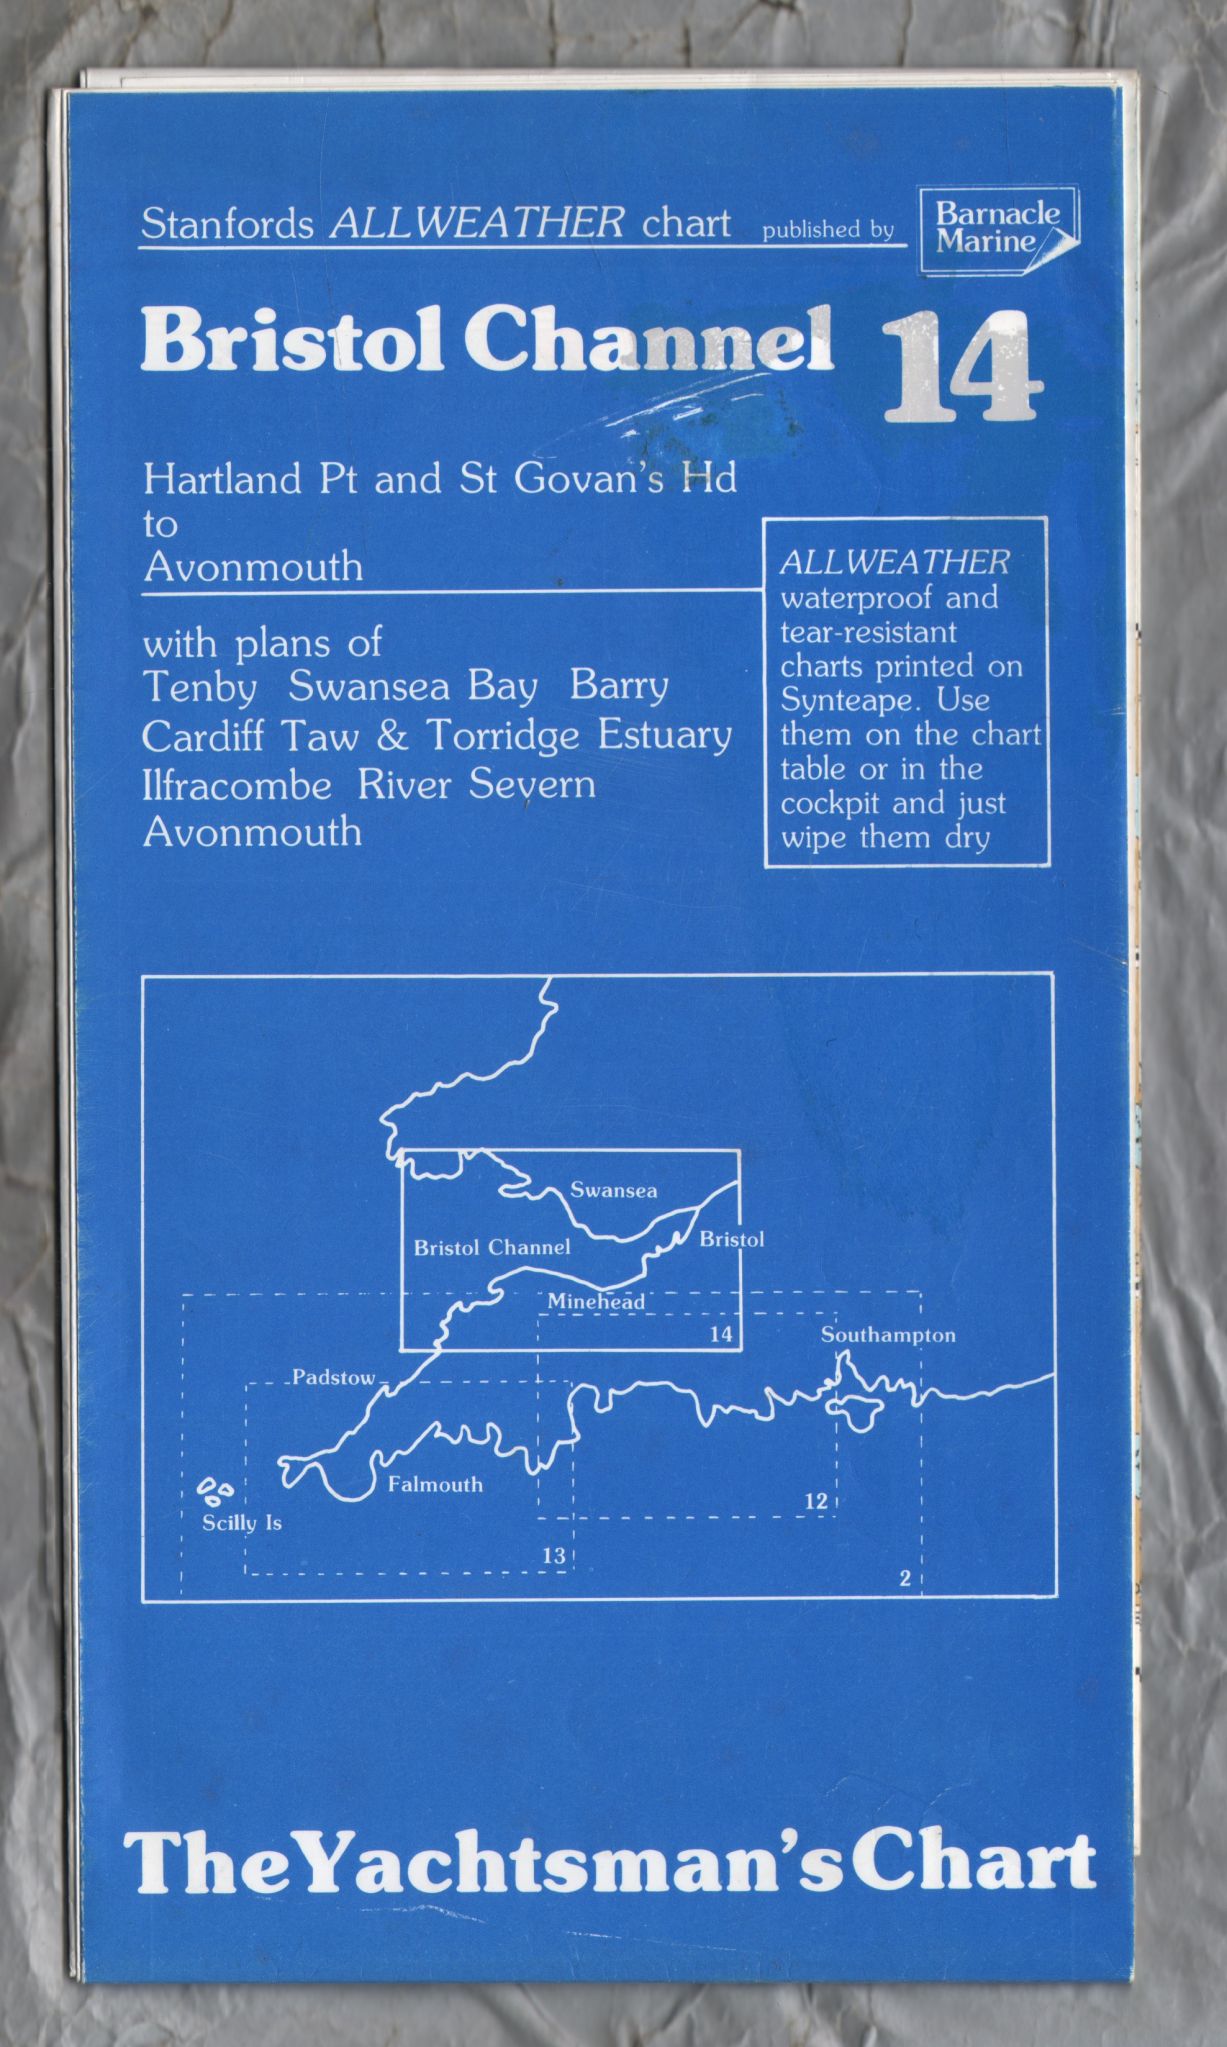 Stanfords ALLWEATHER chart published by Barnacle
Marine
Bristol Channel 14
Hartland Pt and St Govan's Hd
to
Avonmouth
with plans of
Tenby Swansea Bay Barry
Cardiff Taw & Torridge Estuary
Ilfracombe River Severn
Avonmouth
ALLWEATHER
waterproof and
tear-resistant
charts printed on
Synteape. Use
them on the chart
table or in the
cockpit and just
wipe them dry
Swansea
Bristol Channel
Bristol
Minehead
14
Southampton
Padstow
Falmouth
Scilly Is
12
13
2
The Yachtsman's Chart